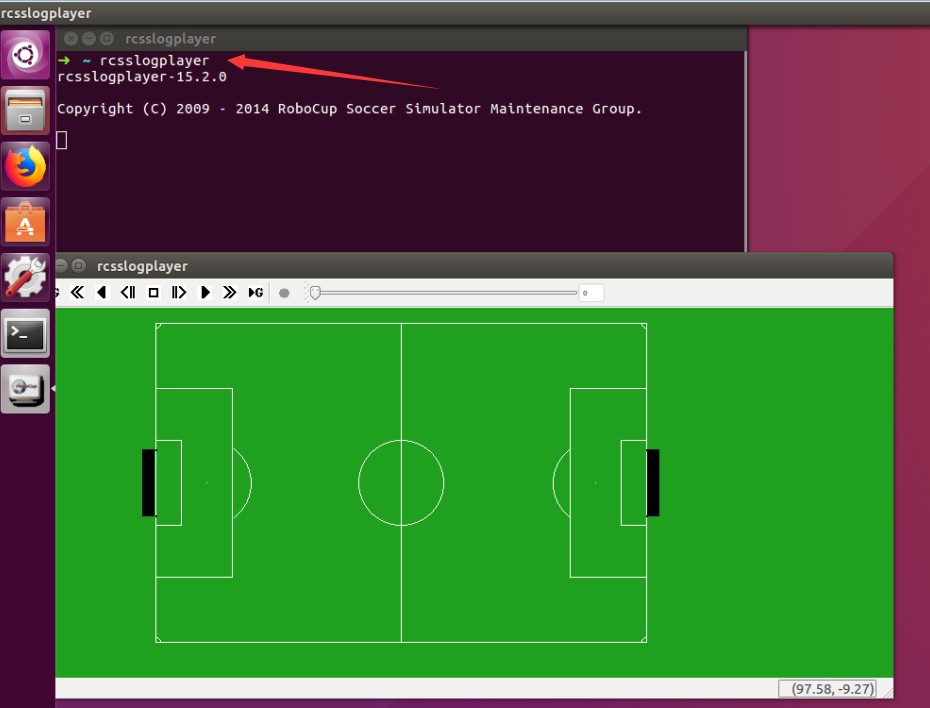 rcsslogplayer
rcsslogplayer
➜ ~ rcsslogplayer
rcsslogplayer-15.2.0
Copyright (C) 2009 - 2014 RoboCup Soccer Simulator Maintenance Group.
rcsslogplayer
0
(97.58, -9.27)